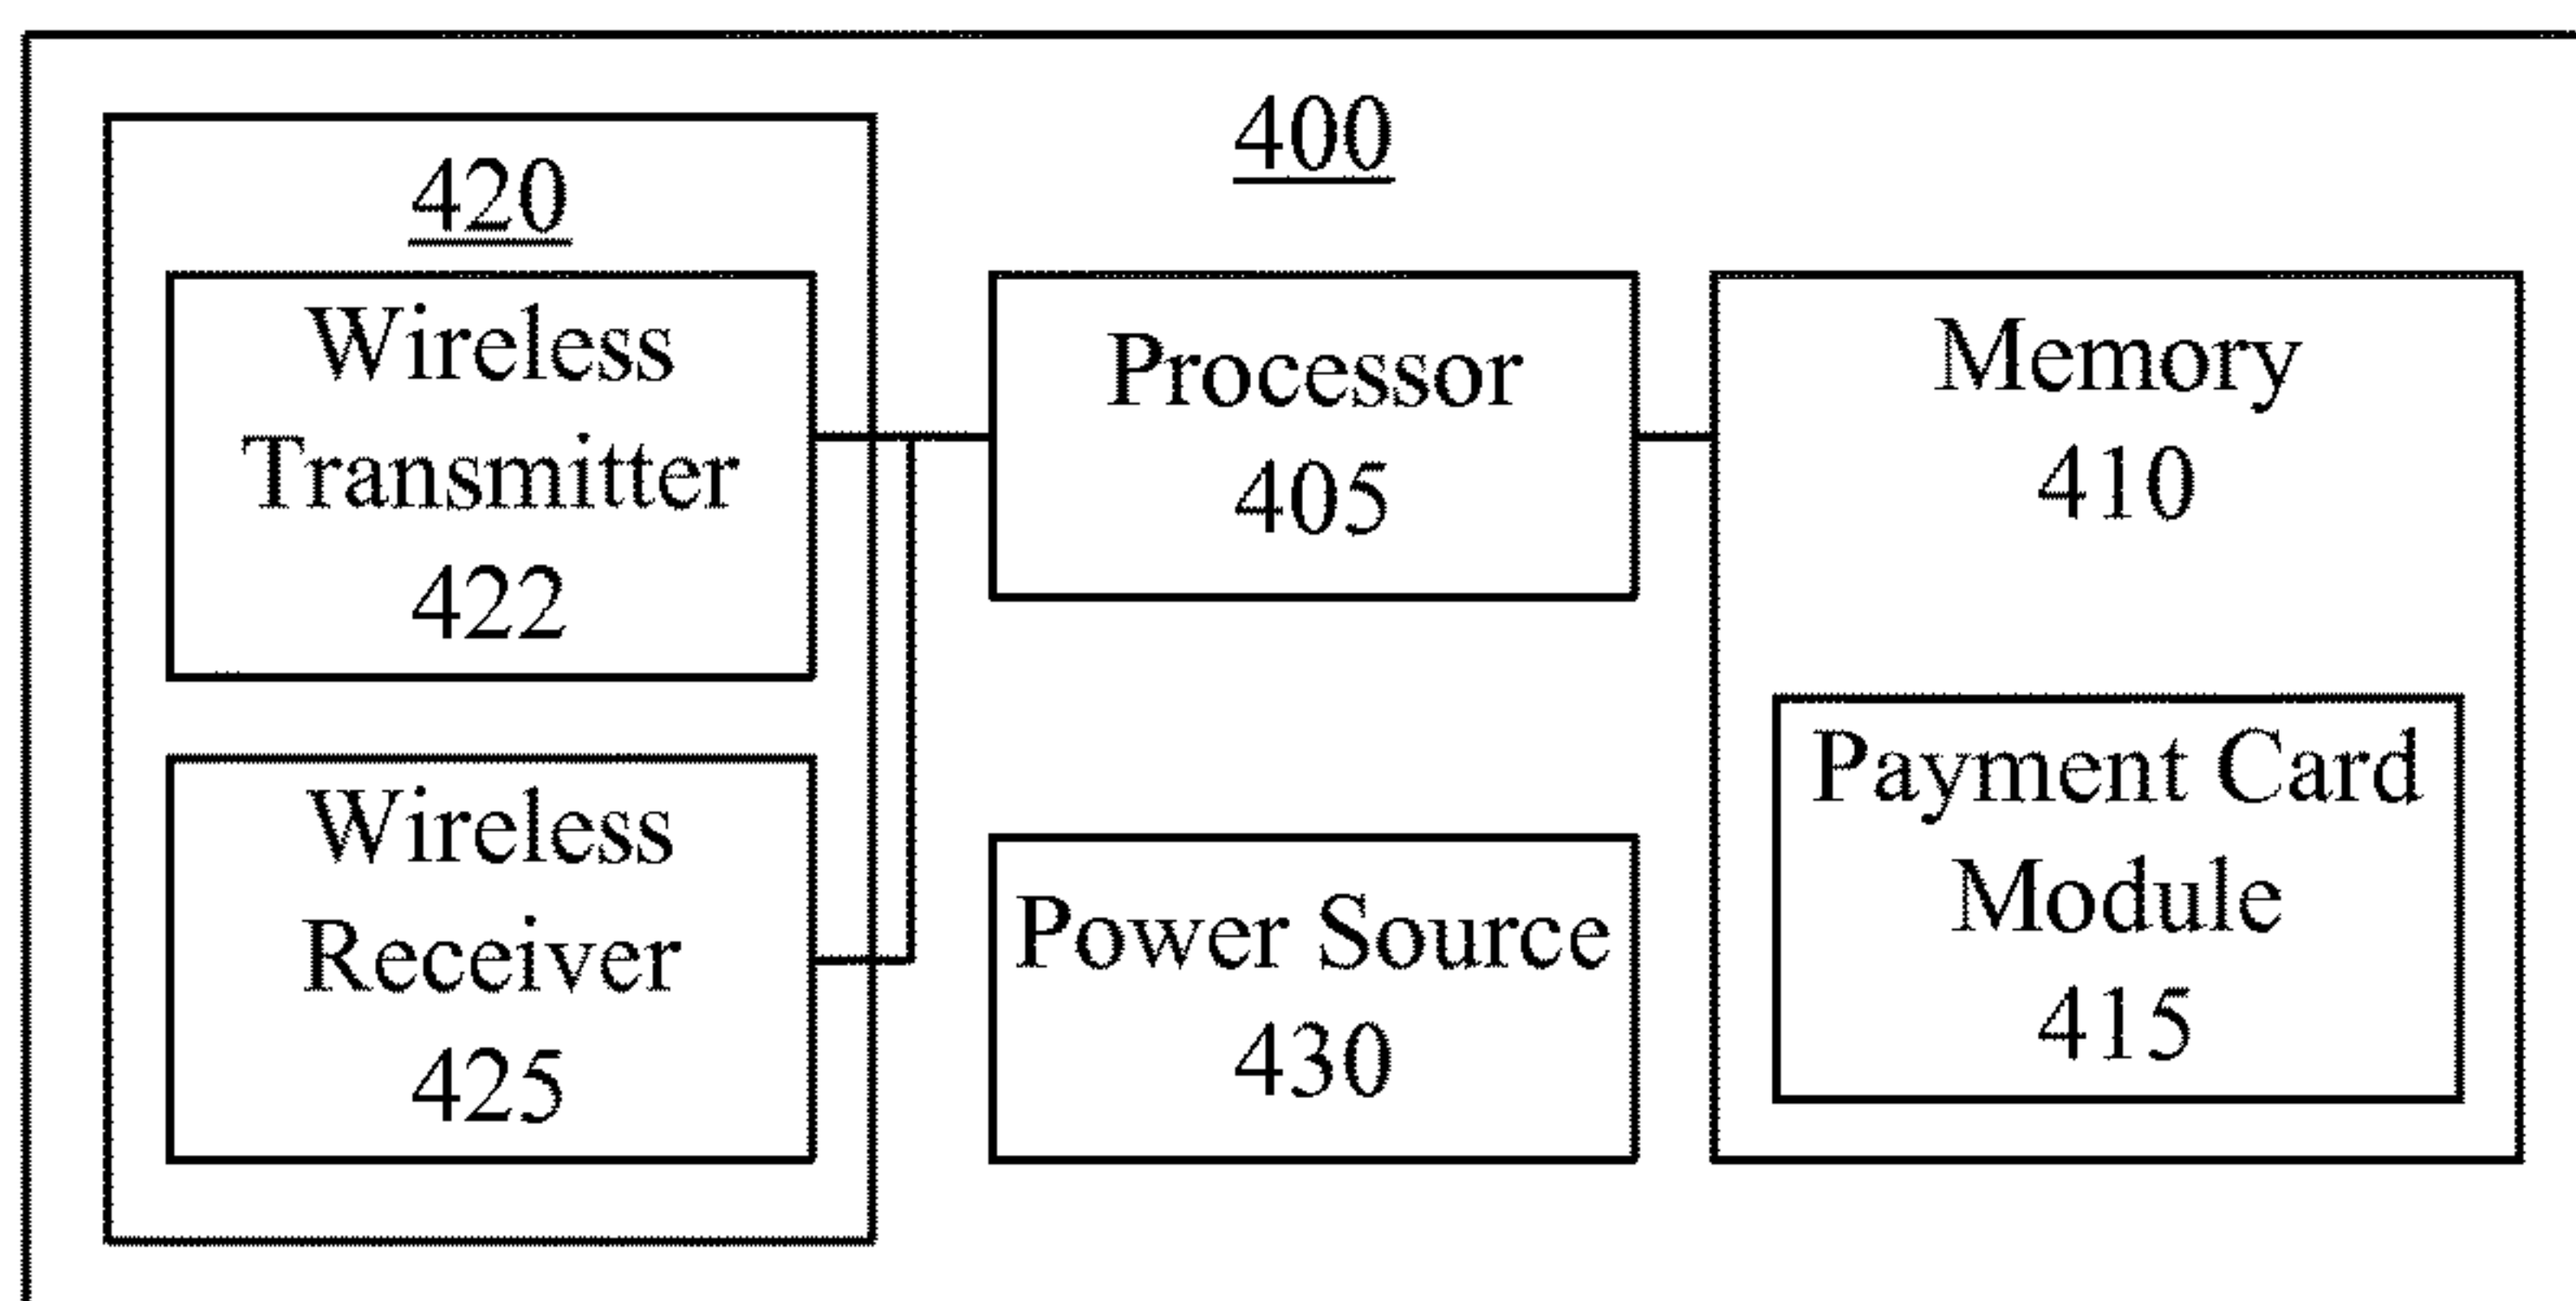 400
420
Wireless
Transmitter
422
Wireless
Receiver
425
Processor
405
Power Source
430
Memory
410
Payment Card
Module
415